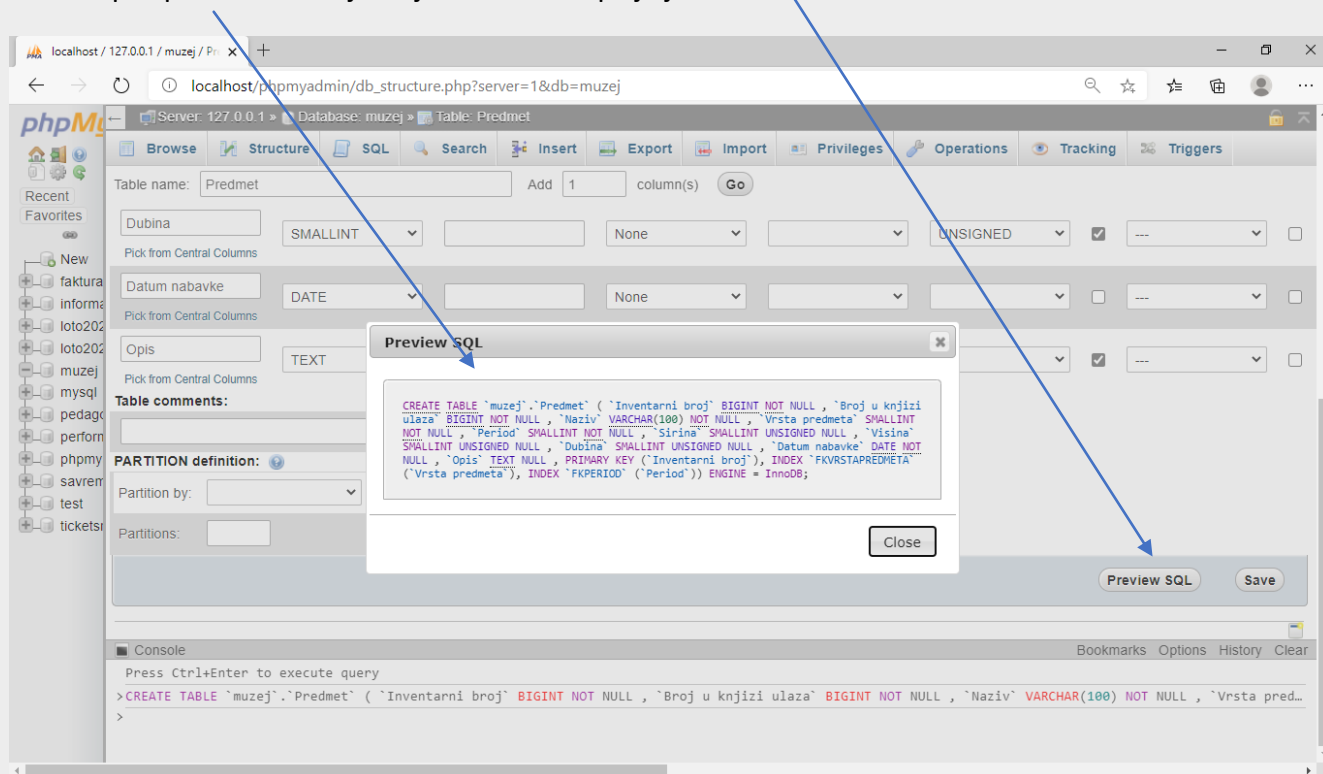 localhost / 127.0.0.1 / muzej / Pr
localhost/phpmyadmin/db_structure.php?server=1&db=muzej
phpMy
Server: 127.0.0.1 » Database: muzej » Table: Predmet
Browse Structure SQL Search Insert Export Import Privileges Operations Tracking Triggers
Recent
Favorites
New
faktura
informa
loto202
loto202
muzej
mysql
pedago
perform
phpmy
savrem
test
ticketsr
Table name: Predmet Add 1 column(s) Go
Dubina SMALLINT None UNSIGNED ---
Pick from Central Columns
Datum nabavke DATE None ---
Pick from Central Columns
Opis TEXT ---
Pick from Central Columns
Table comments:
PARTITION definition:
Partition by:
Partitions:
Preview SQL
CREATE TABLE `muzej`.`Predmet` ( `Inventarni broj` BIGINT NOT NULL , `Broj u knjizi
ulaza` BIGINT NOT NULL , `Naziv` VARCHAR(100) NOT NULL , `Vrsta predmeta` SMALLINT
NOT NULL , `Period` SMALLINT NOT NULL , `Sirina` SMALLINT UNSIGNED NULL , `Visina`
SMALLINT UNSIGNED NULL , `Dubina` SMALLINT UNSIGNED NULL , `Datum nabavke` DATE NOT
NULL , `Opis` TEXT NULL , PRIMARY KEY (`Inventarni broj`), INDEX `FKVRSTAPREDMETA`
(`Vrsta predmeta`), INDEX `FKPERIOD` (`Period`)) ENGINE = InnoDB;
Close
Preview SQL Save
Console Bookmarks Options History Clear
Press Ctrl+Enter to execute query
>CREATE TABLE `muzej`.`Predmet` ( `Inventarni broj` BIGINT NOT NULL , `Broj u knjizi ulaza` BIGINT NOT NULL , `Naziv` VARCHAR(100) NOT NULL , `Vrsta pred…
>